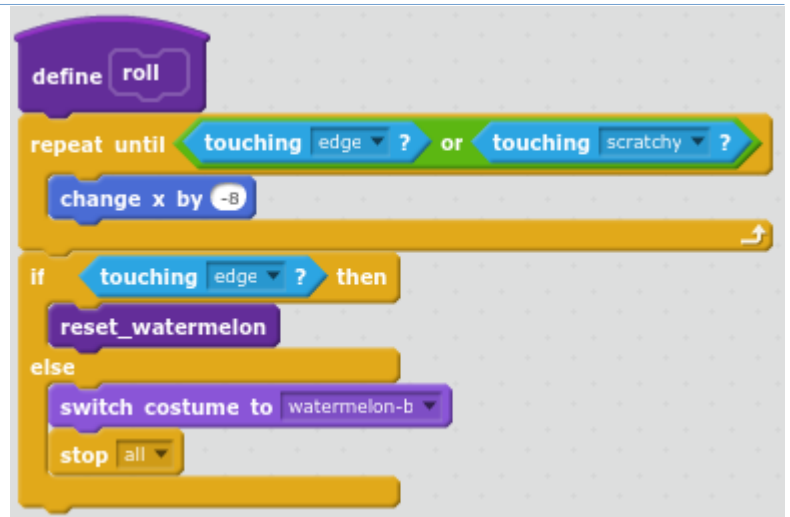 define roll
repeat until touching edge ? or touching scratchy ?
change x by -8
if touching edge ? then
reset_watermelon
else
switch costume to watermelon-b
stop all